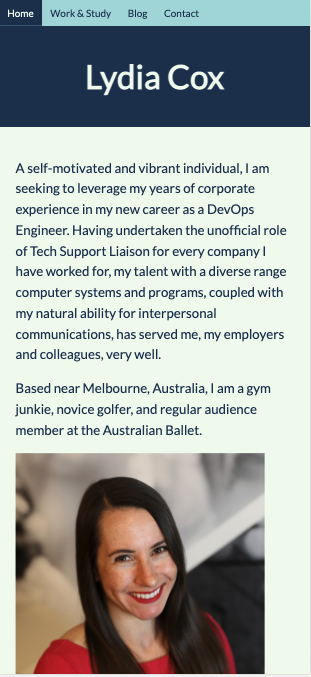 Home Work & Study Blog Contact
Lydia Cox
A self-motivated and vibrant individual, I am
seeking to leverage my years of corporate
experience in my new career as a DevOps
Engineer. Having undertaken the unofficial role
of Tech Support Liaison for every company I
have worked for, my talent with a diverse range
computer systems and programs, coupled with
my natural ability for interpersonal
communications, has served me, my employers
and colleagues, very well.
Based near Melbourne, Australia, I am a gym
junkie, novice golfer, and regular audience
member at the Australian Ballet.